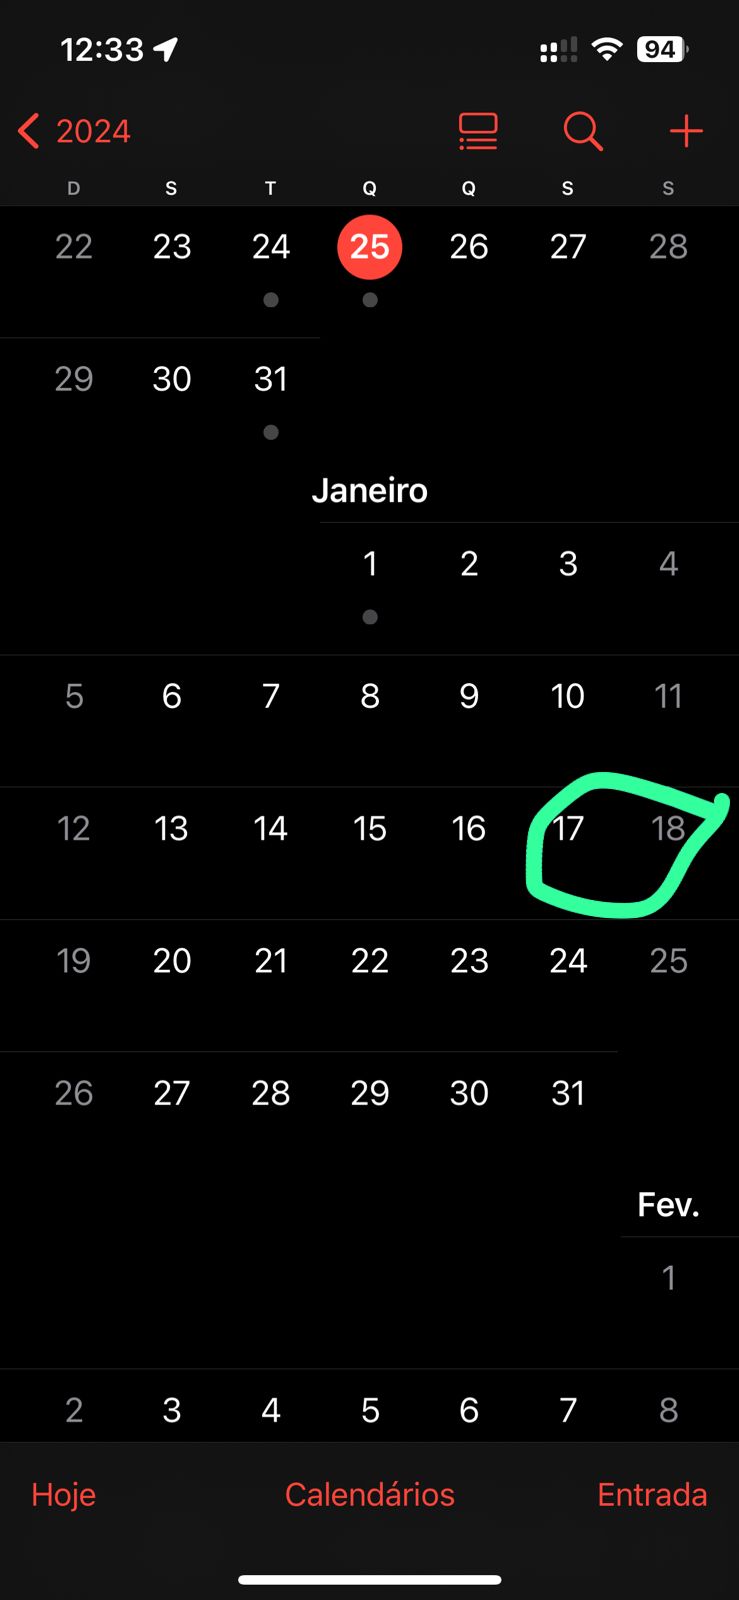 12:33 94
2024
D S T Q Q S S
22 23 24 25 26 27 28
29 30 31
Janeiro
1 2 3 4
5 6 7 8 9 10 11
12 13 14 15 16 17 18
19 20 21 22 23 24 25
26 27 28 29 30 31
Fev.
1
2 3 4 5 6 7 8
Hoje Calendários Entrada